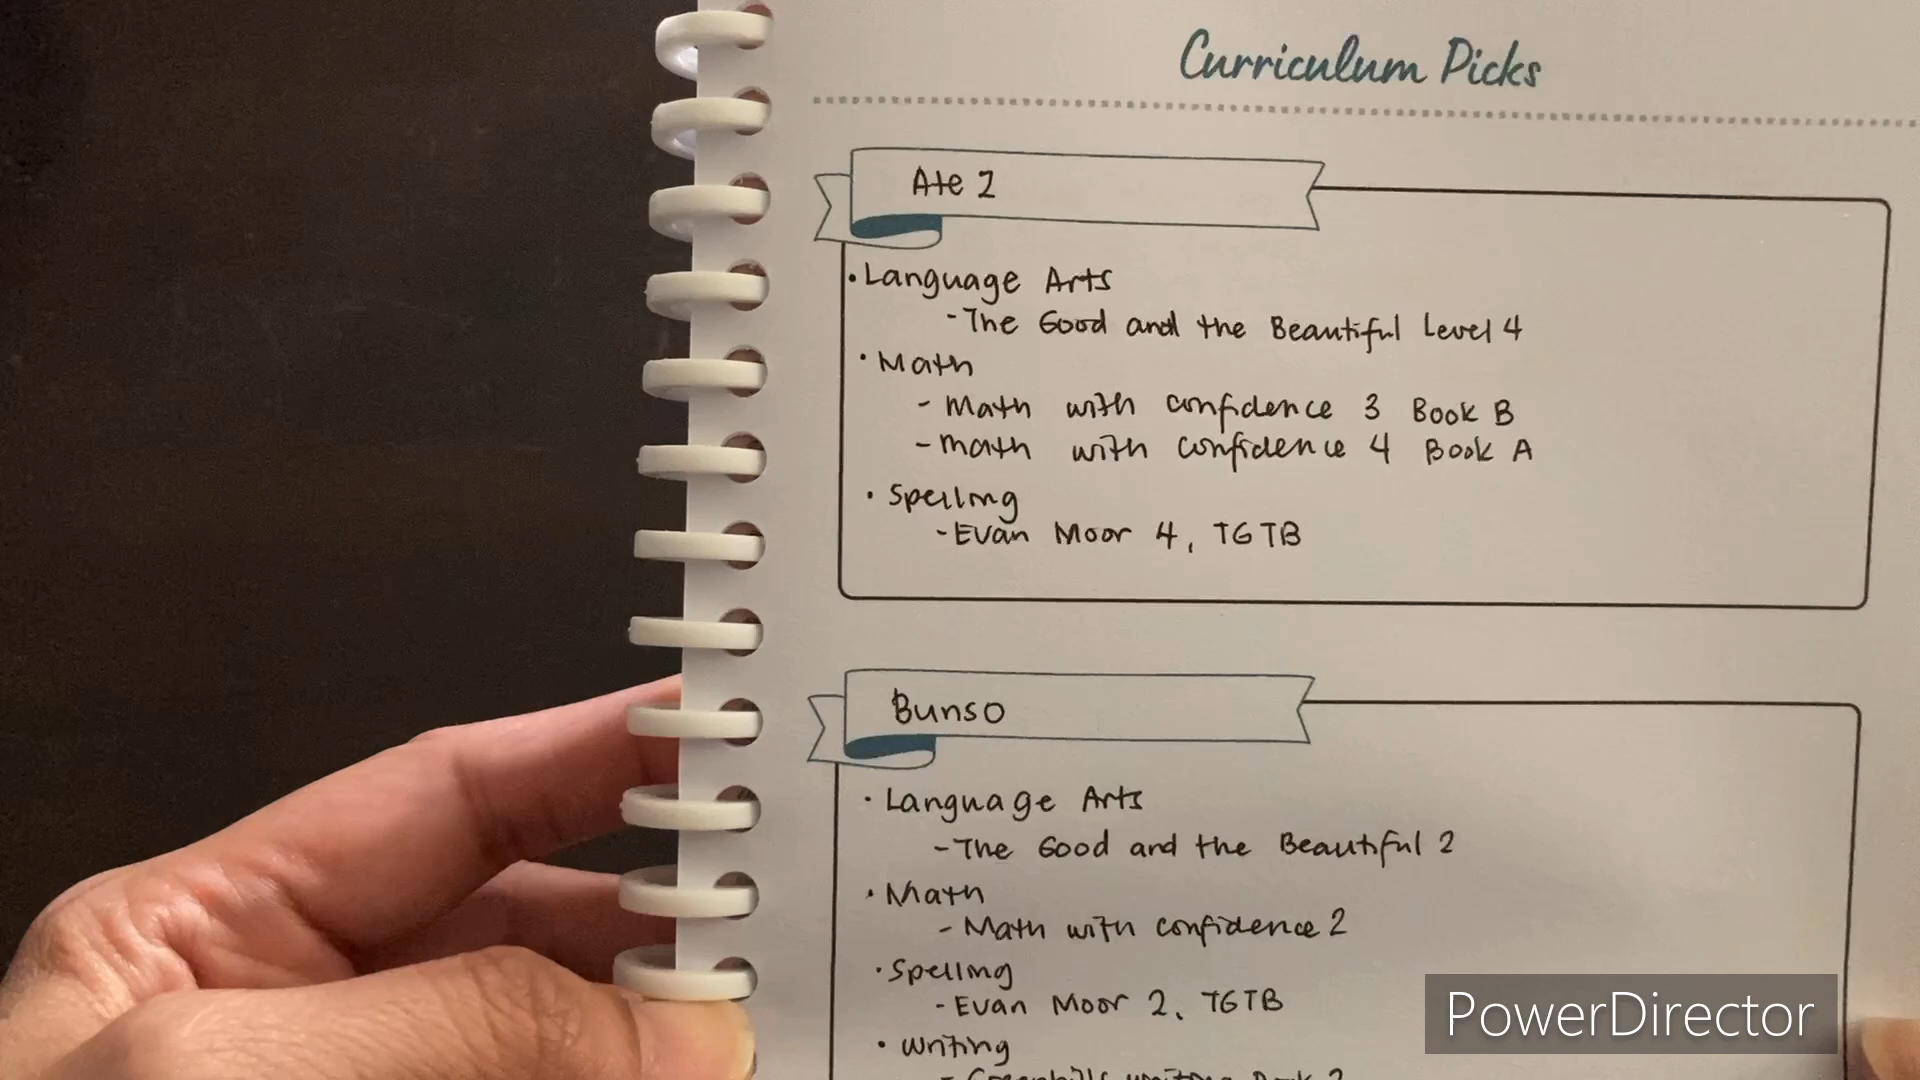 Curriculum Picks
Ate 2
• Language Arts
- The Good and the Beautiful Level 4
• Math
- Math with confidence 3 Book B
- math with confidence 4 Book A
• Spelling
- Evan Moor 4, TGTB
Bunso
• Language Arts
- The Good and the Beautiful 2
• Math
- Math with confidence 2
• Spelling
- Evan Moor 2, TGTB
• Writing
PowerDirector